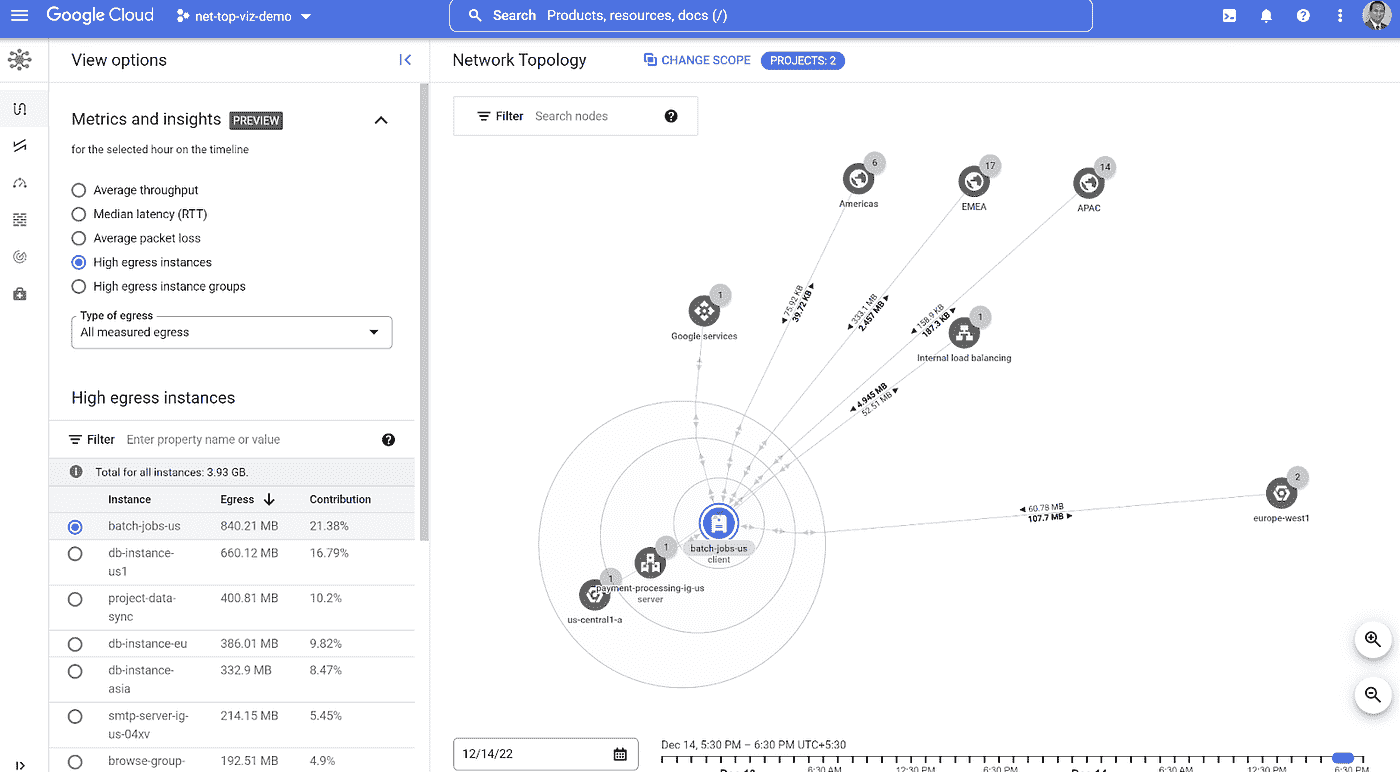 Google Cloud
net-top-viz-demo
Search Products, resources, docs (/)
View options
Network Topology
CHANGE SCOPE
PROJECTS: 2
Metrics and insights PREVIEW
for the selected hour on the timeline
Average throughput
Median latency (RTT)
Average packet loss
High egress instances
High egress instance groups
Type of egress
All measured egress
High egress instances
Filter Enter property name or value
Total for all instances: 3.93 GB.
Instance Egress Contribution
batch-jobs-us 840.21 MB 21.38%
db-instance-
us1 660.12 MB 16.79%
project-data-
sync 400.81 MB 10.2%
db-instance-eu 386.01 MB 9.82%
db-instance-
asia 332.9 MB 8.47%
smtp-server-ig-
us-04xv 214.15 MB 5.45%
browse-group- 192.51 MB 4.9%
Filter Search nodes
6
Americas
17
EMEA
14
APAC
75.92 KB
39.72 KB
333.1 MB
2.457 MB
158.9 KB
187.3 KB
1
Google services
1
Internal load balancing
4.945 MB
52.51 MB
2
europe-west1
60.78 MB
107.7 MB
batch-jobs-us
client
1
payment-processing-ig-us
server
1
us-central1-a
12/14/22
Dec 14, 5:30 PM – 6:30 PM UTC+5:30
6:30 AM
12:30 PM
6:30 PM
Dec 14
6:30 AM
12:30 PM
6:30 PM